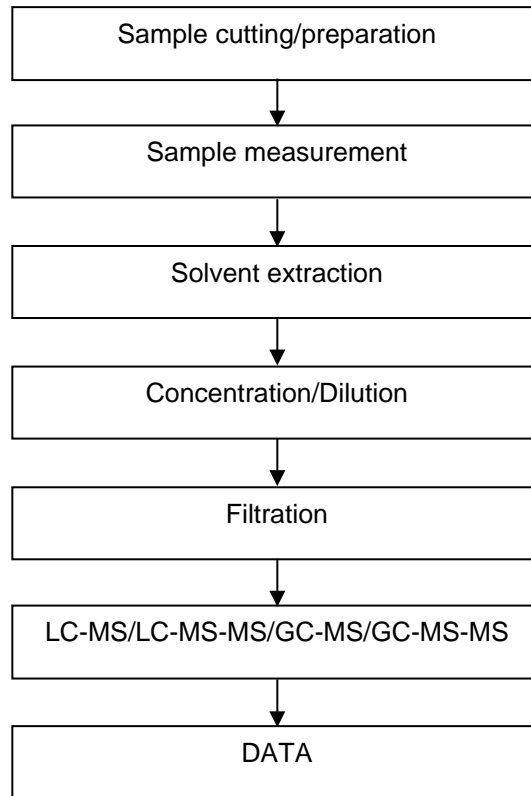 Sample cutting/preparation
Sample measurement
Solvent extraction
Concentration/Dilution
Filtration
LC-MS/LC-MS-MS/GC-MS/GC-MS-MS
DATA